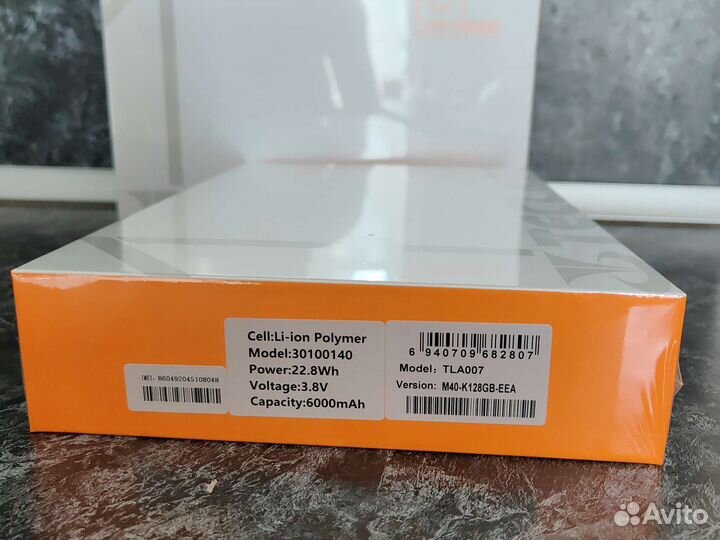 IMEI: 860492045108048
Cell:Li-ion Polymer
Model:30100140
Power:22.8Wh
Voltage:3.8V
Capacity:6000mAh
6 940709 682807
Model: TLA007
Version: M40-K128GB-EEA
Avito